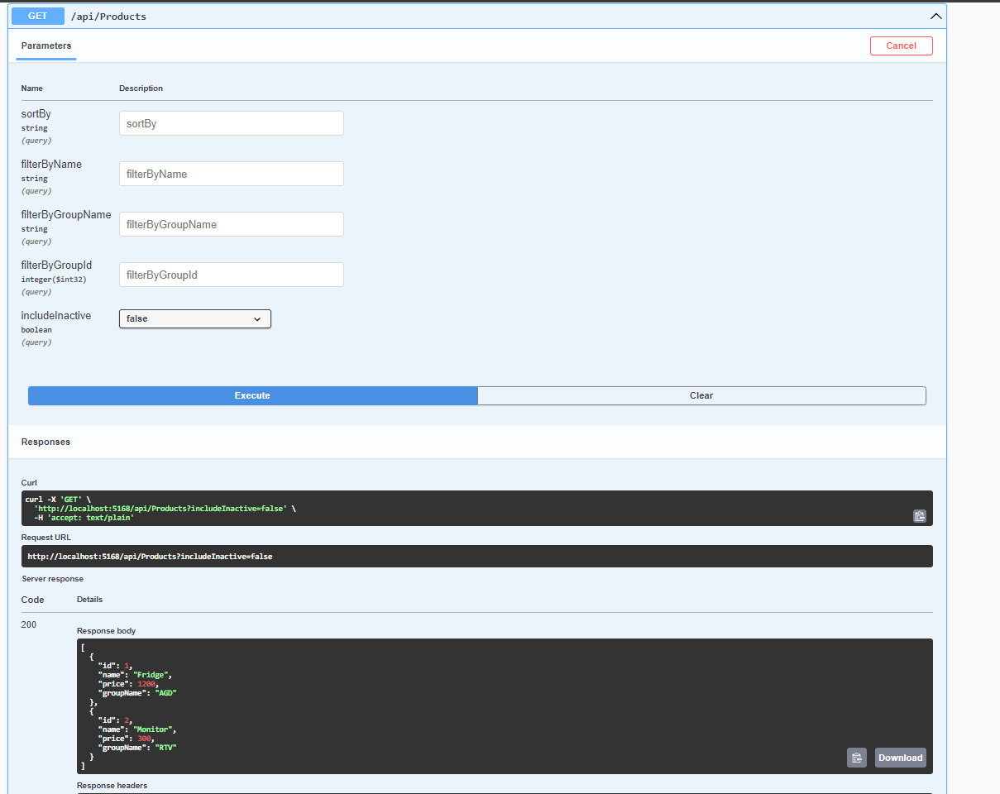 GET /api/Products
Parameters Cancel
Name Description
sortBy
string
(query)
sortBy
filterByName
string
(query)
filterByName
filterByGroupName
string
(query)
filterByGroupName
filterByGroupId
integer($int32)
(query)
filterByGroupId
includeInactive
boolean
(query)
false
Execute Clear
Responses
Curl
curl -X 'GET' \
'http://localhost:5168/api/Products?includeInactive=false' \
-H 'accept: text/plain'
Request URL
http://localhost:5168/api/Products?includeInactive=false
Server response
Code Details
200
Response body
[
{
"id": 1,
"name": "Fridge",
"price": 1200,
"groupName": "AGD"
},
{
"id": 2,
"name": "Monitor",
"price": 300,
"groupName": "RTV"
}
]
Download
Response headers